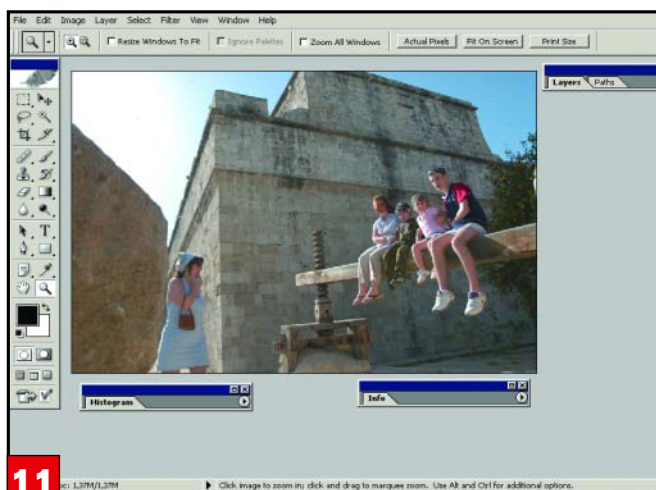 File Edit Image Layer Select Filter View Window Help
Resize Windows To Fit Ignore Palettes Zoom All Windows Actual Pixels Fit On Screen Print Size
Layers Paths
Histogram
Info
11
oc: 1,37M/1,37M Click image to zoom in; click and drag to marquee zoom. Use Alt and Ctrl for additional options.